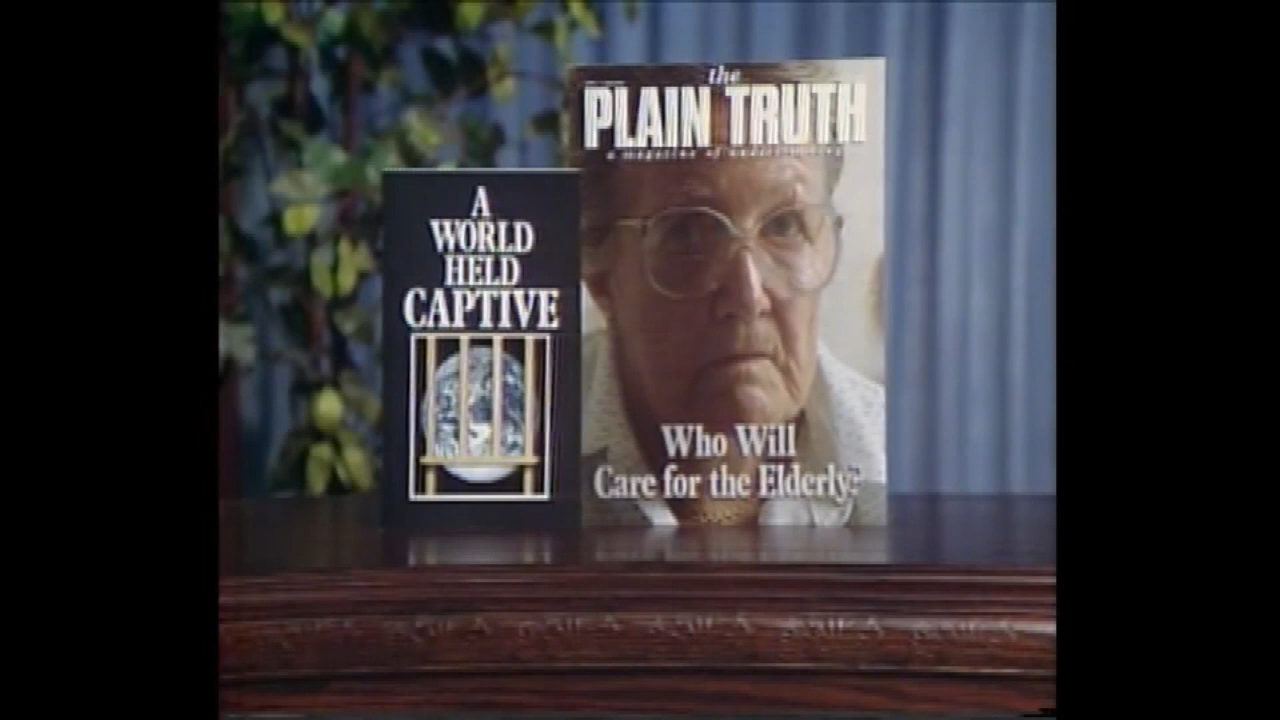 A
WORLD
HELD
CAPTIVE
the
PLAIN TRUTH
a magazine of understanding
Who Will
Care for the Elderly?